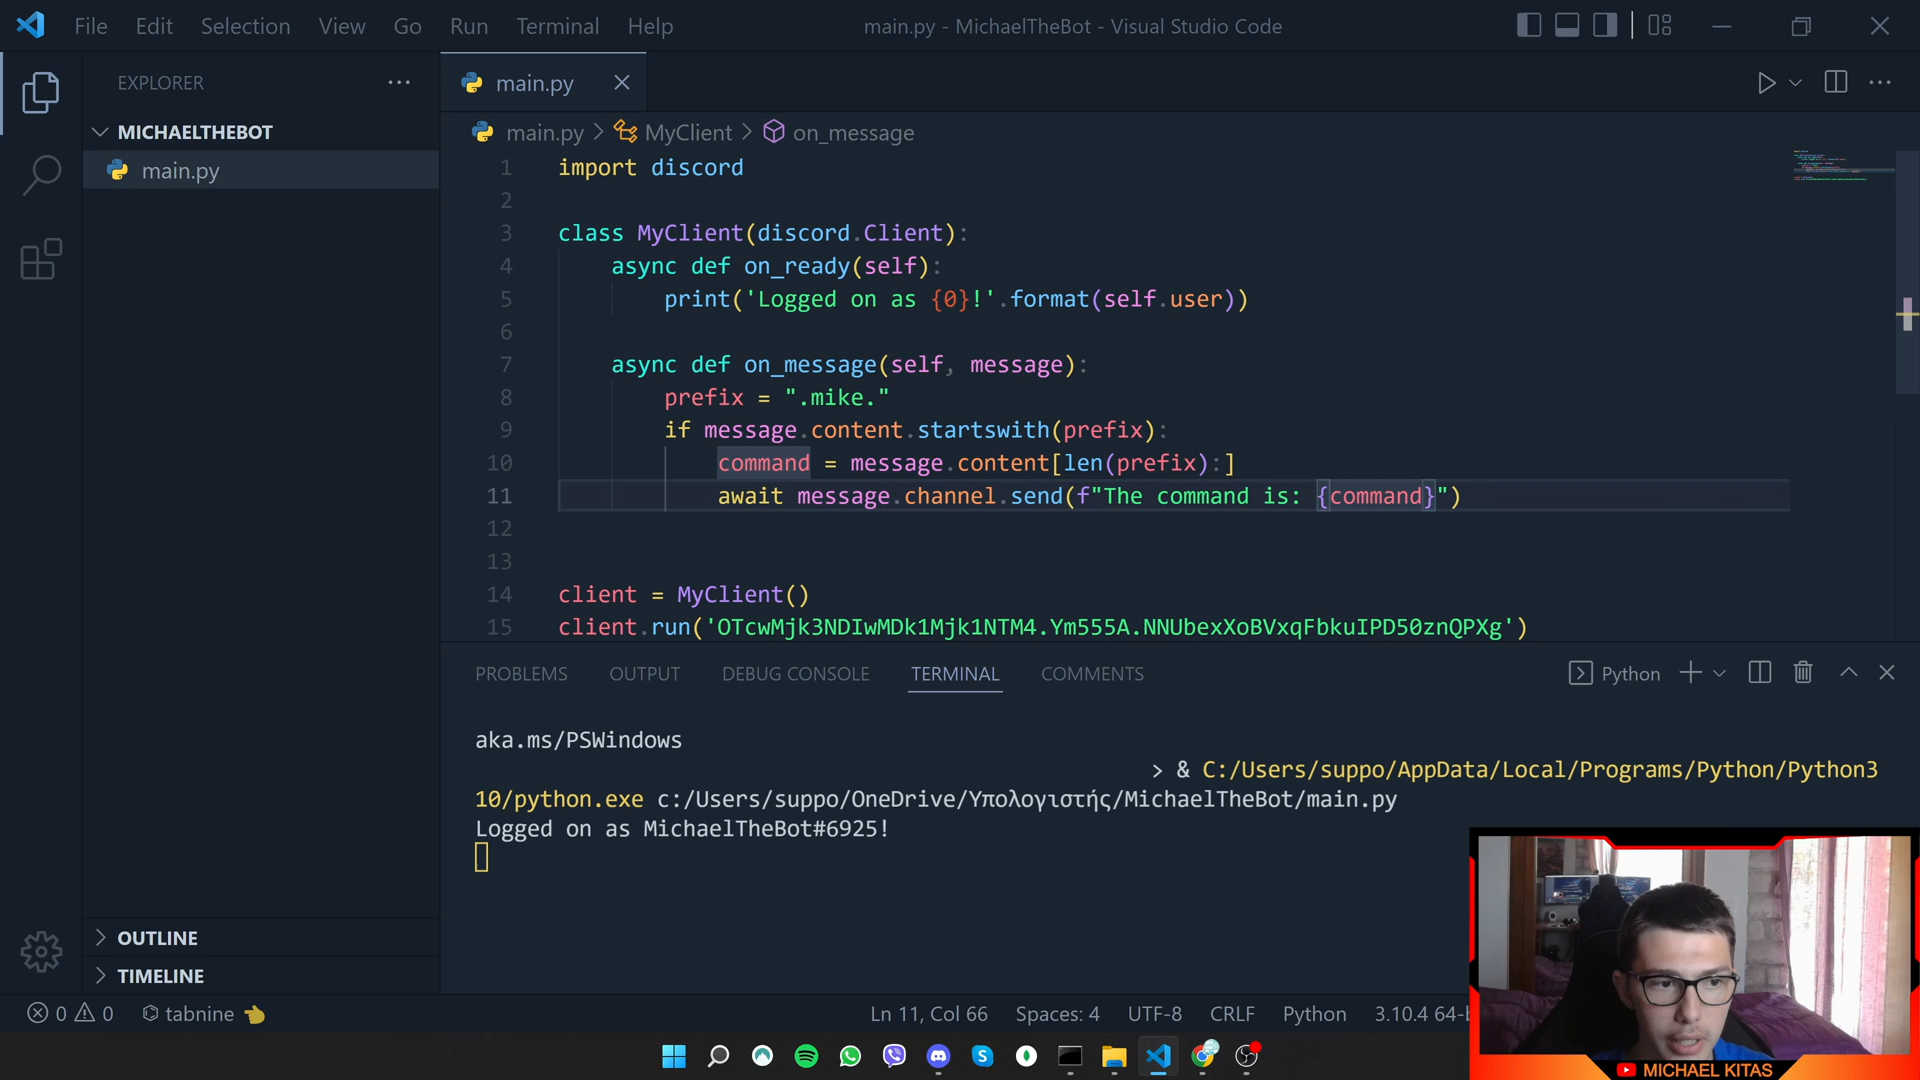 File Edit Selection View Go Run Terminal Help
main.py - MichaelTheBot - Visual Studio Code
EXPLORER
MICHAELTHEBOT
main.py
OUTLINE
TIMELINE
main.py
main.py > MyClient > on_message
1 import discord
2
3 class MyClient(discord.Client):
4     async def on_ready(self):
5         print('Logged on as {0}!'.format(self.user))
6
7     async def on_message(self, message):
8         prefix = ".mike."
9         if message.content.startswith(prefix):
10             command = message.content[len(prefix):]
11             await message.channel.send(f"The command is: {command}")
12
13
14 client = MyClient()
15 client.run('OTcwMjk3NDIwMDk1Mjk1NTM4.Ym555A.NNUbexXoBVxqFbkuIPD50znQPXg')
PROBLEMS OUTPUT DEBUG CONSOLE TERMINAL COMMENTS
Python
aka.ms/PSWindows
> & C:/Users/suppo/AppData/Local/Programs/Python/Python3
10/python.exe c:/Users/suppo/OneDrive/Υπολογιστής/MichaelTheBot/main.py
Logged on as MichaelTheBot#6925!
0 0 tabnine
Ln 11, Col 66 Spaces: 4 UTF-8 CRLF Python 3.10.4 64-b
MICHAEL KITAS